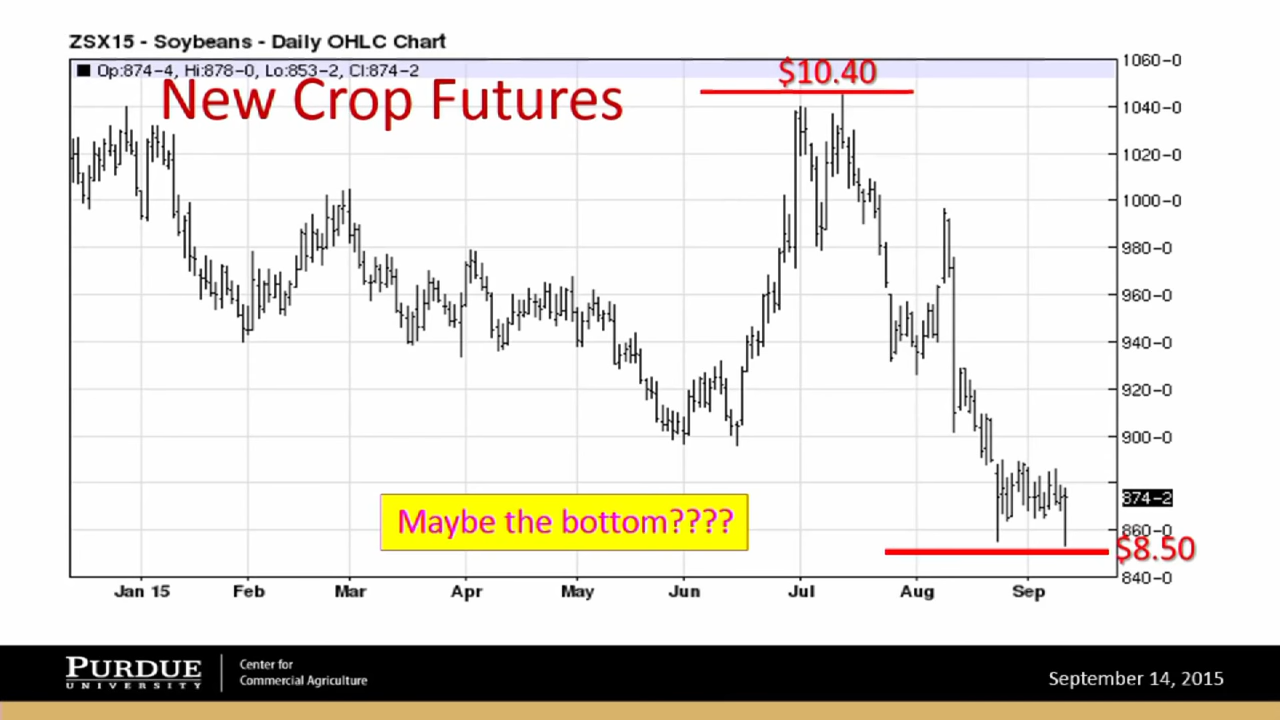 ZSX15 - Soybeans - Daily OHLC Chart
Op:874-4, Hi:878-0, Lo:853-2, Cl:874-2
New Crop Futures
$10.40
1060-0
1040-0
1020-0
1000-0
980-0
960-0
940-0
920-0
900-0
874-2
860-0
840-0
$8.50
Maybe the bottom????
Jan 15 Feb Mar Apr May Jun Jul Aug Sep
PURDUE
UNIVERSITY
Center for
Commercial Agriculture
September 14, 2015